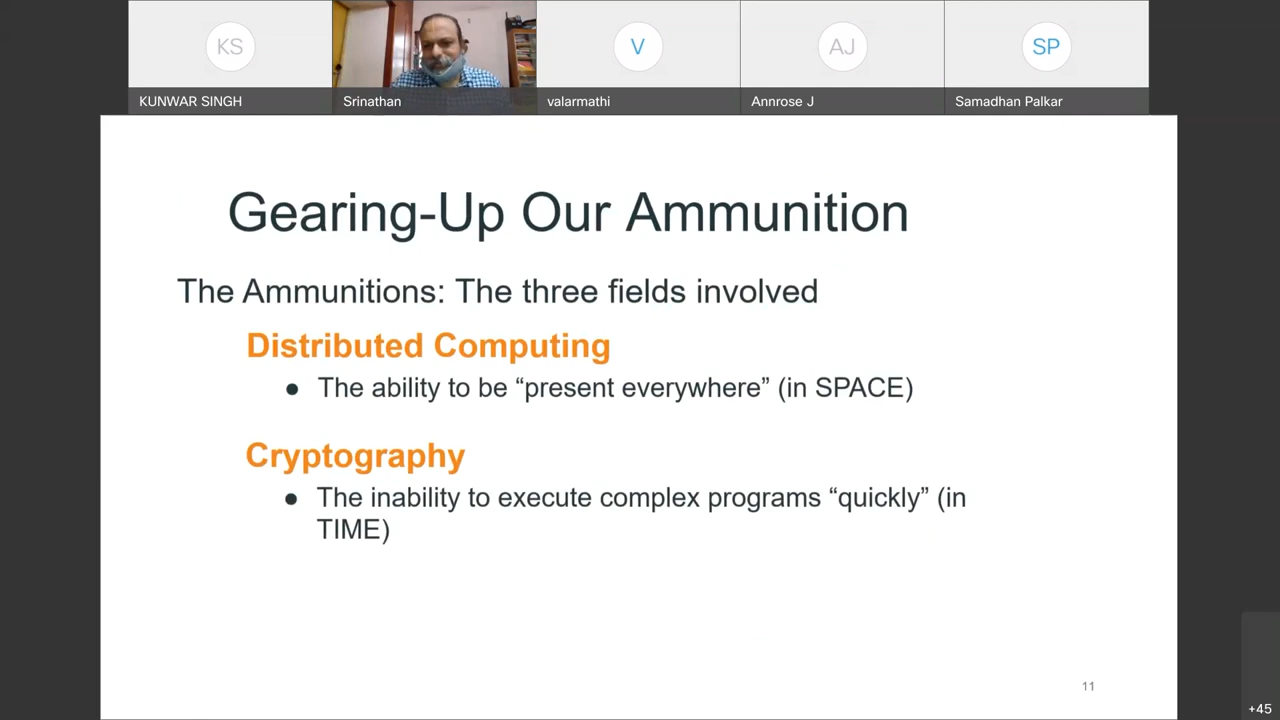 KS
V
AJ
SP
KUNWAR SINGH
Srinathan
valarmathi
Annrose J
Samadhan Palkar
Gearing-Up Our Ammunition
The Ammunitions: The three fields involved
Distributed Computing
● The ability to be “present everywhere” (in SPACE)
Cryptography
● The inability to execute complex programs “quickly” (in
TIME)
11
+45